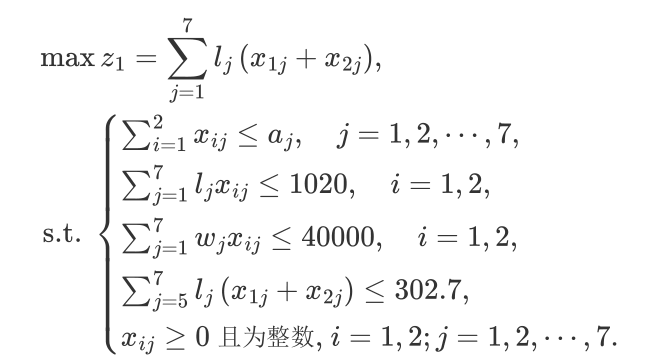 max z₁ = ∑_{j=1}^{7} l_j (x_{1j} + x_{2j}),
s.t. { ∑_{i=1}^{2} x_{ij} ≤ a_j, j = 1, 2, ⋯, 7,
∑_{j=1}^{7} l_j x_{ij} ≤ 1020, i = 1, 2,
∑_{j=1}^{7} w_j x_{ij} ≤ 40000, i = 1, 2,
∑_{j=5}^{7} l_j (x_{1j} + x_{2j}) ≤ 302.7,
x_{ij} ≥ 0 且为整数, i = 1, 2; j = 1, 2, ⋯, 7.